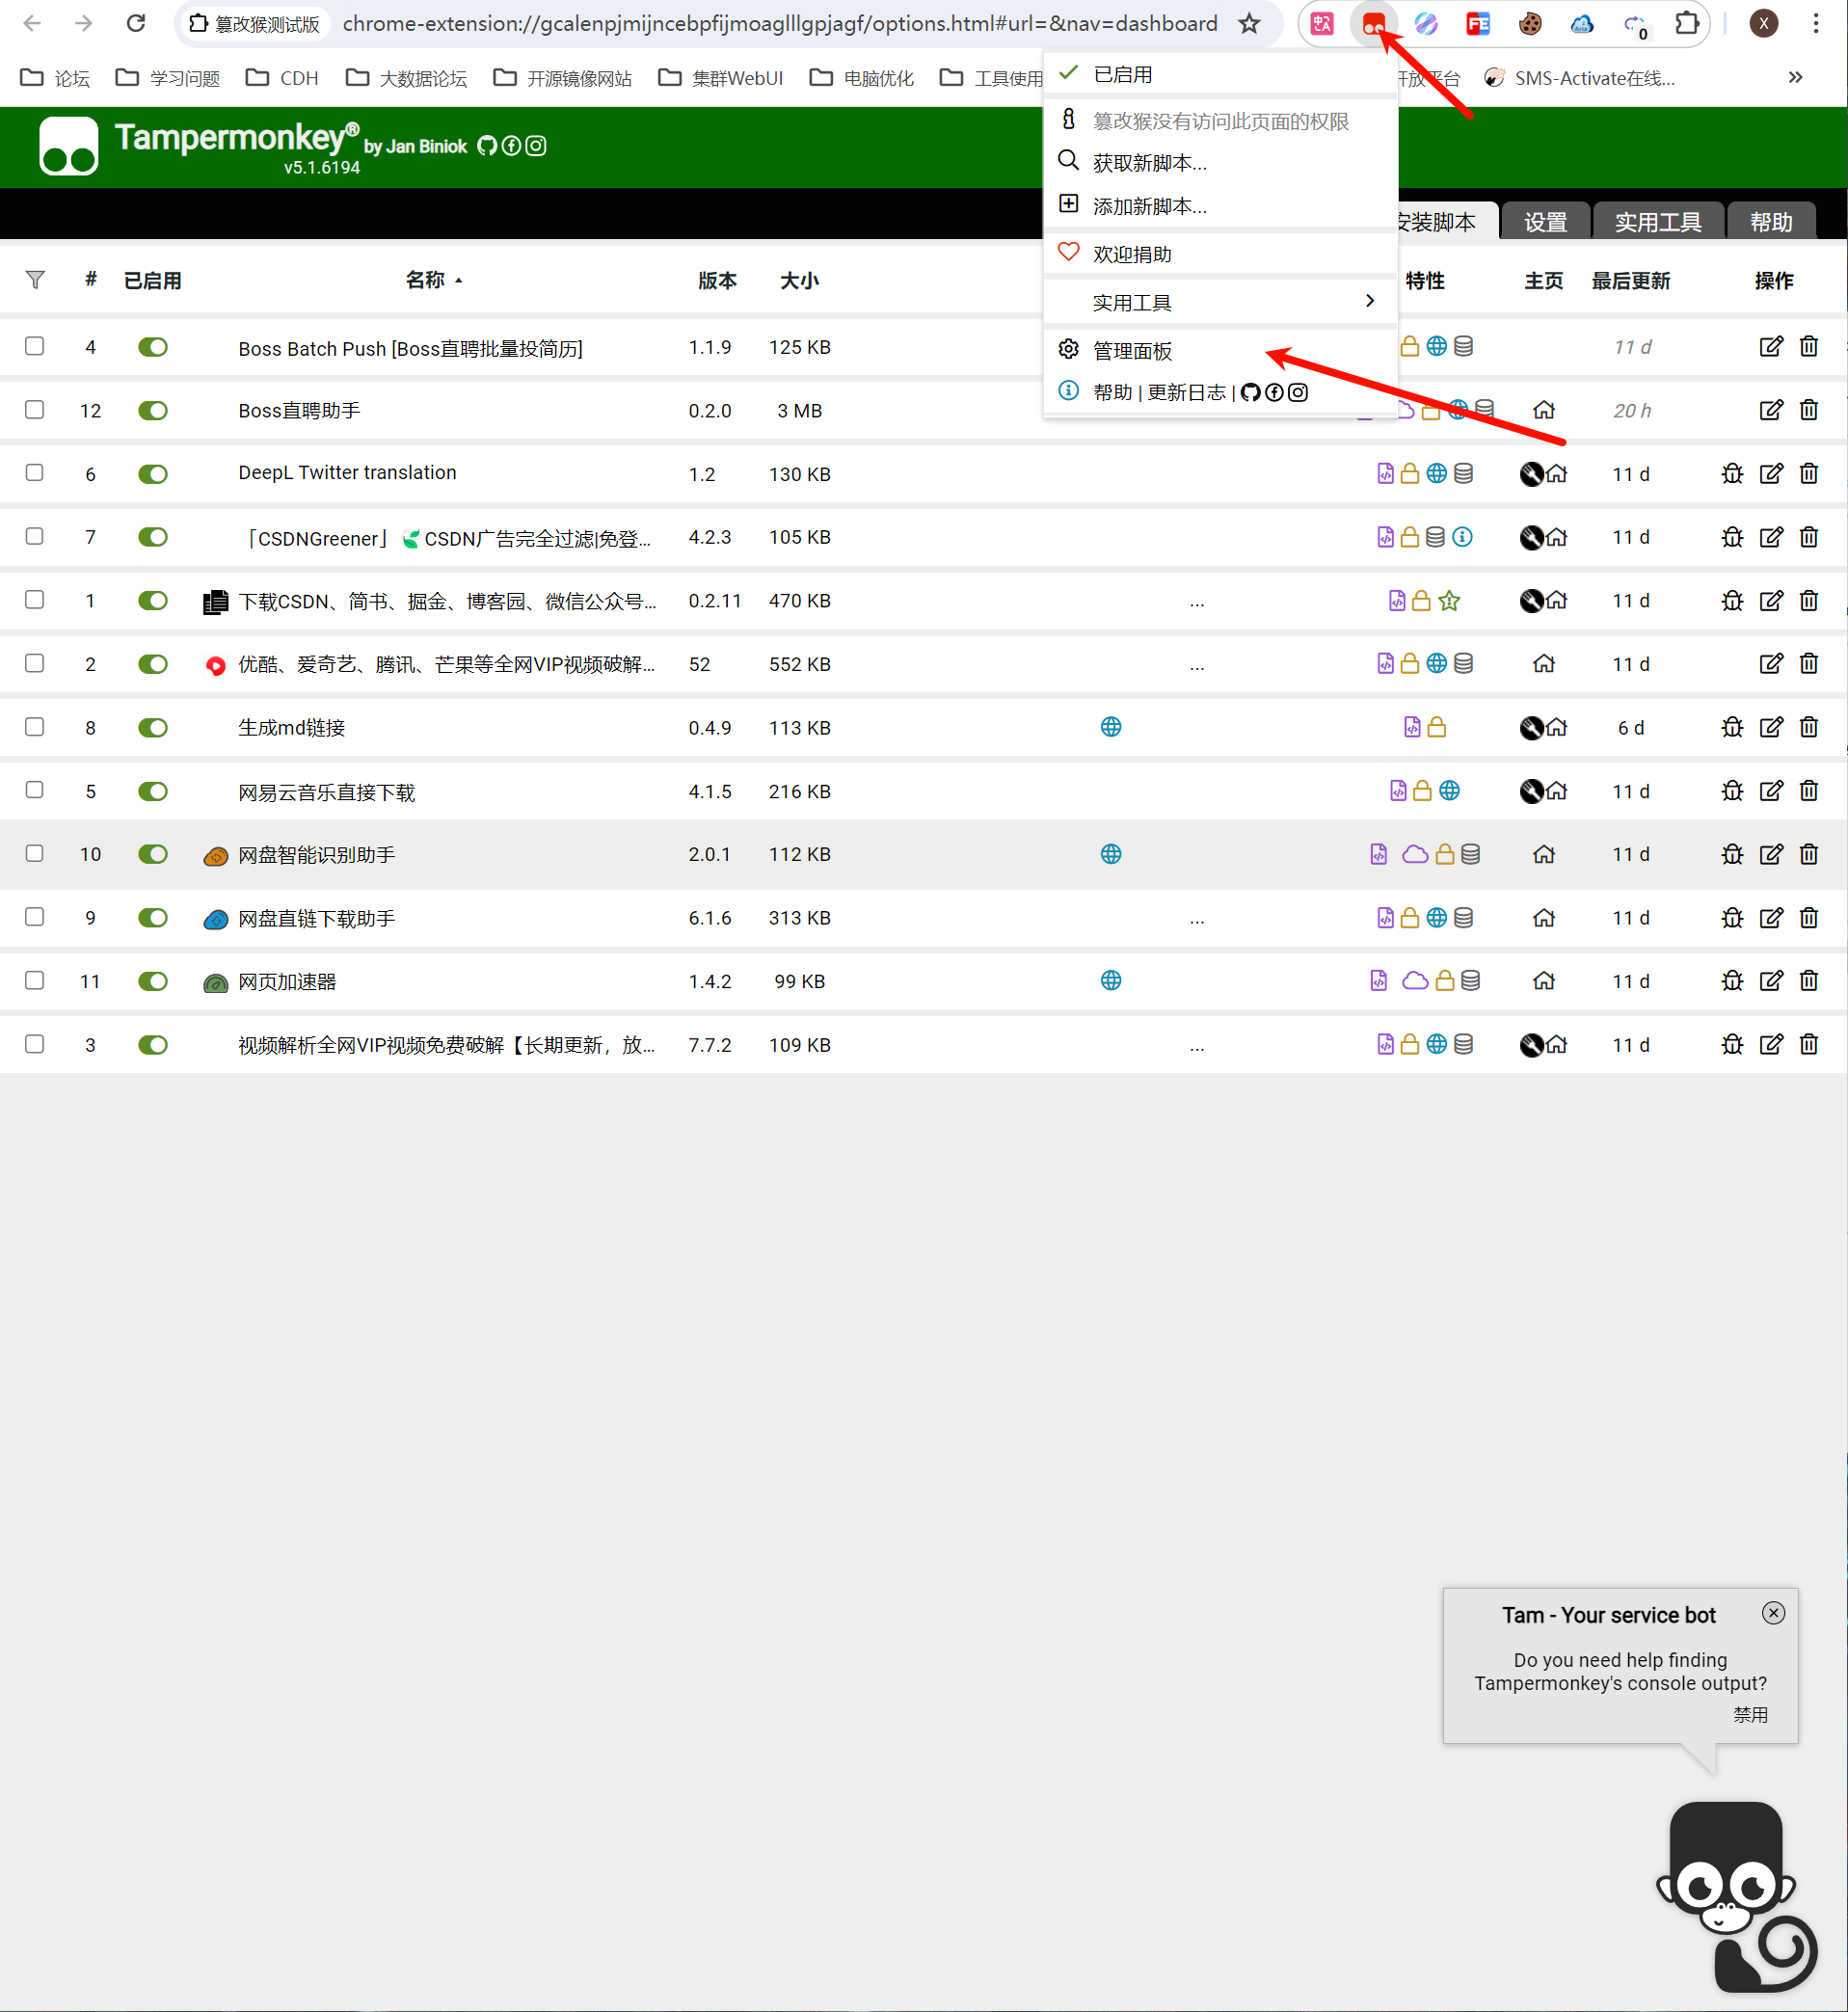 篡改猴测试版 chrome-extension://gcalenpjmijncebpfijmoaglllgpjagf/options.html#url=&nav=dashboard 0 X
论坛 学习问题 CDH 大数据论坛 开源镜像网站 集群WebUI 电脑优化 工具使用 开放平台 SMS-Activate在线...
已启用
篡改猴没有访问此页面的权限
获取新脚本...
添加新脚本...
欢迎捐助
实用工具
管理面板
帮助 | 更新日志 |
Tampermonkey® by Jan Biniok
v5.1.6194
安装脚本 设置 实用工具 帮助
# 已启用 名称 版本 大小 特性 主页 最后更新 操作
4 Boss Batch Push [Boss直聘批量投简历] 1.1.9 125 KB 11 d
12 Boss直聘助手 0.2.0 3 MB 20 h
6 DeepL Twitter translation 1.2 130 KB 11 d
7 「CSDNGreener」 CSDN广告完全过滤|免登... 4.2.3 105 KB 11 d
1 下载CSDN、简书、掘金、博客园、微信公众号... 0.2.11 470 KB ... 11 d
2 优酷、爱奇艺、腾讯、芒果等全网VIP视频破解... 52 552 KB ... 11 d
8 生成md链接 0.4.9 113 KB 6 d
5 网易云音乐直接下载 4.1.5 216 KB 11 d
10 网盘智能识别助手 2.0.1 112 KB 11 d
9 网盘直链下载助手 6.1.6 313 KB ... 11 d
11 网页加速器 1.4.2 99 KB 11 d
3 视频解析全网VIP视频免费破解【长期更新，放... 7.7.2 109 KB ... 11 d
Tam - Your service bot
Do you need help finding
Tampermonkey's console output?
禁用